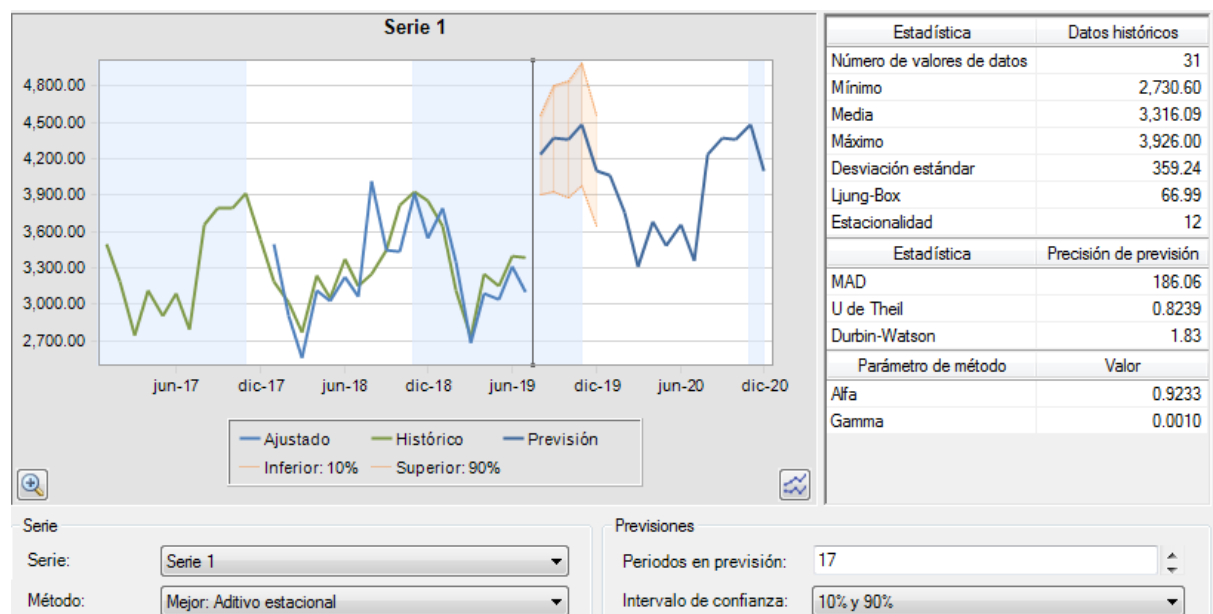 Serie 1
4,800.00
4,500.00
4,200.00
3,900.00
3,600.00
3,300.00
3,000.00
2,700.00
jun-17 dic-17 jun-18 dic-18 jun-19 dic-19 jun-20 dic-20
Ajustado Histórico Previsión
Inferior: 10% Superior: 90%
Estadística Datos históricos
Número de valores de datos 31
Mínimo 2,730.60
Media 3,316.09
Máximo 3,926.00
Desviación estándar 359.24
Ljung-Box 66.99
Estacionalidad 12
Estadística Precisión de previsión
MAD 186.06
U de Theil 0.8239
Durbin-Watson 1.83
Parámetro de método Valor
Alfa 0.9233
Gamma 0.0010
Serie
Serie: Serie 1
Método: Mejor: Aditivo estacional
Previsiones
Periodos en previsión: 17
Intervalo de confianza: 10% y 90%